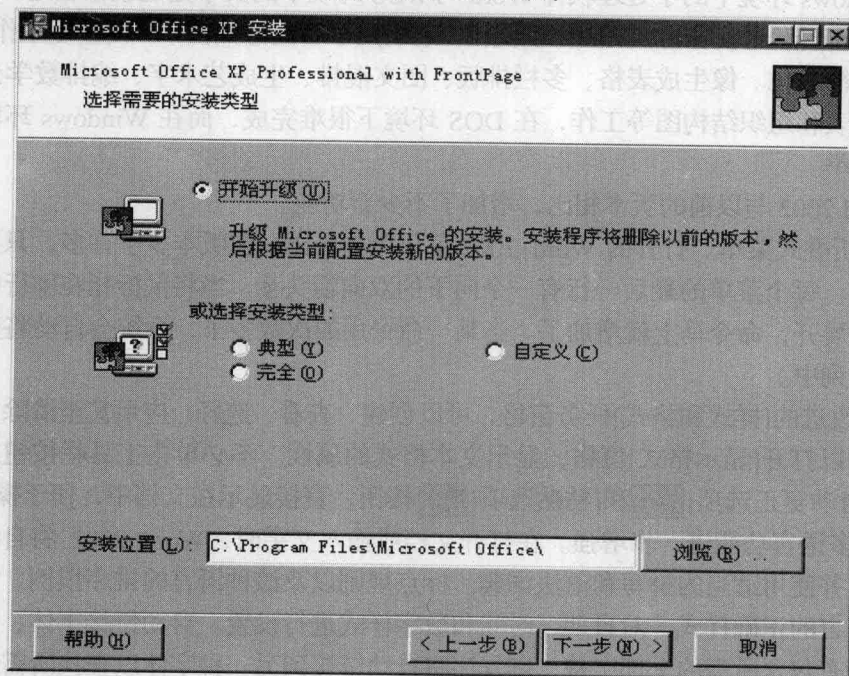 Microsoft Office XP 安装
Microsoft Office XP Professional with FrontPage
选择需要的安装类型
开始升级(U)
升级 Microsoft Office 的安装。安装程序将删除以前的版本，然
后根据当前配置安装新的版本。
或选择安装类型:
典型(Y)
自定义(C)
完全(O)
安装位置(L): C:\Program Files\Microsoft Office\
浏览(R)..
帮助(H)
< 上一步(B)
下一步(N) >
取消